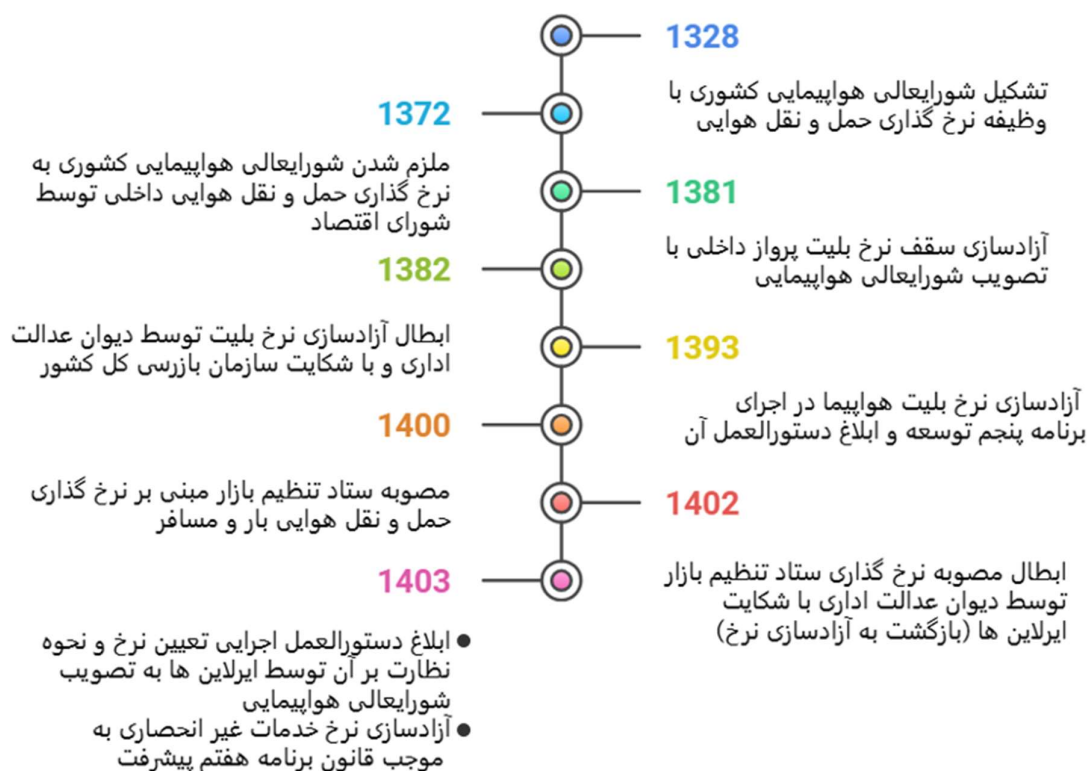 1328
تشکیل شورایعالی هواپیمایی کشوری با
وظیفه نرخ گذاری حمل و نقل هوایی
1372
ملزم شدن شورایعالی هواپیمایی کشوری به
نرخ گذاری حمل و نقل هوایی داخلی توسط
شورای اقتصاد
1381
آزادسازی سقف نرخ بلیت پرواز داخلی با
تصویب شورایعالی هواپیمایی
1382
ابطال آزادسازی نرخ بلیت توسط دیوان عدالت
اداری و با شکایت سازمان بازرسی کل کشور
1393
آزادسازی نرخ بلیت هواپیما در اجرای
برنامه پنجم توسعه و ابلاغ دستورالعمل آن
1400
مصوبه ستاد تنظیم بازار مبنی بر نرخ گذاری
حمل و نقل هوایی بار و مسافر
1402
ابطال مصوبه نرخ گذاری ستاد تنظیم بازار
توسط دیوان عدالت اداری با شکایت
ایرلاین ها (بازگشت به آزادسازی نرخ)
1403
● ابلاغ دستورالعمل اجرایی تعیین نرخ و نحوه
نظارت بر آن توسط ایرلاین ها به تصویب
شورایعالی هواپیمایی
● آزادسازی نرخ خدمات غیر انحصاری به
موجب قانون برنامه هفتم پیشرفت